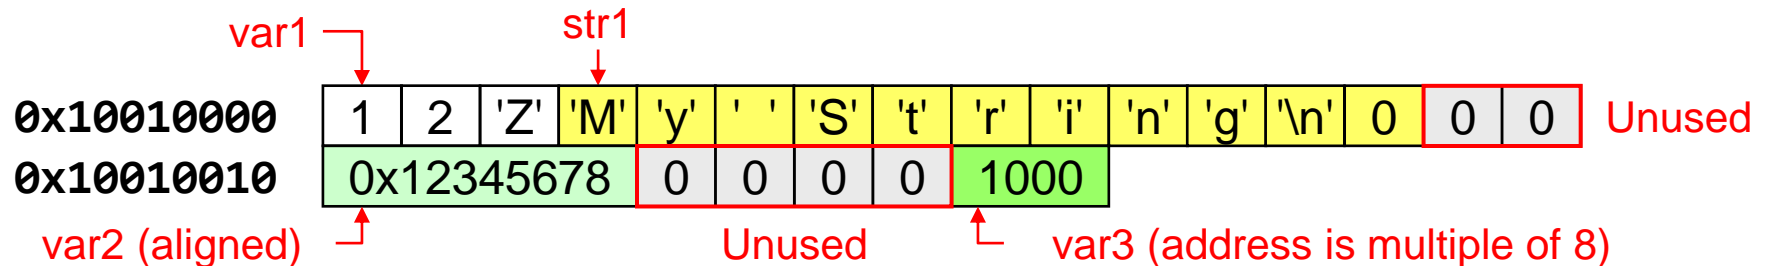 var1 str1
0x10010000 1 2 'Z' 'M' 'y' ' ' 'S' 't' 'r' 'i' 'n' 'g' '\n' 0 0 0 Unused
0x10010010 0x12345678 0 0 0 0 1000
var2 (aligned) Unused var3 (address is multiple of 8)